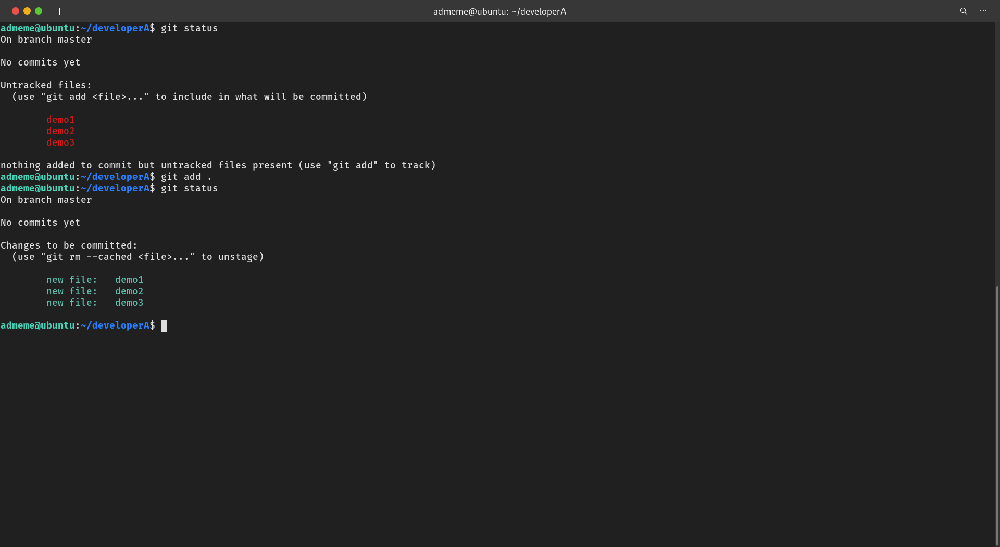 admeme@ubuntu: ~/developerA
admeme@ubuntu:~/developerA$ git status
On branch master
No commits yet
Untracked files:
  (use "git add <file>..." to include in what will be committed)
        demo1
        demo2
        demo3
nothing added to commit but untracked files present (use "git add" to track)
admeme@ubuntu:~/developerA$ git add .
admeme@ubuntu:~/developerA$ git status
On branch master
No commits yet
Changes to be committed:
  (use "git rm --cached <file>..." to unstage)
        new file:   demo1
        new file:   demo2
        new file:   demo3
admeme@ubuntu:~/developerA$